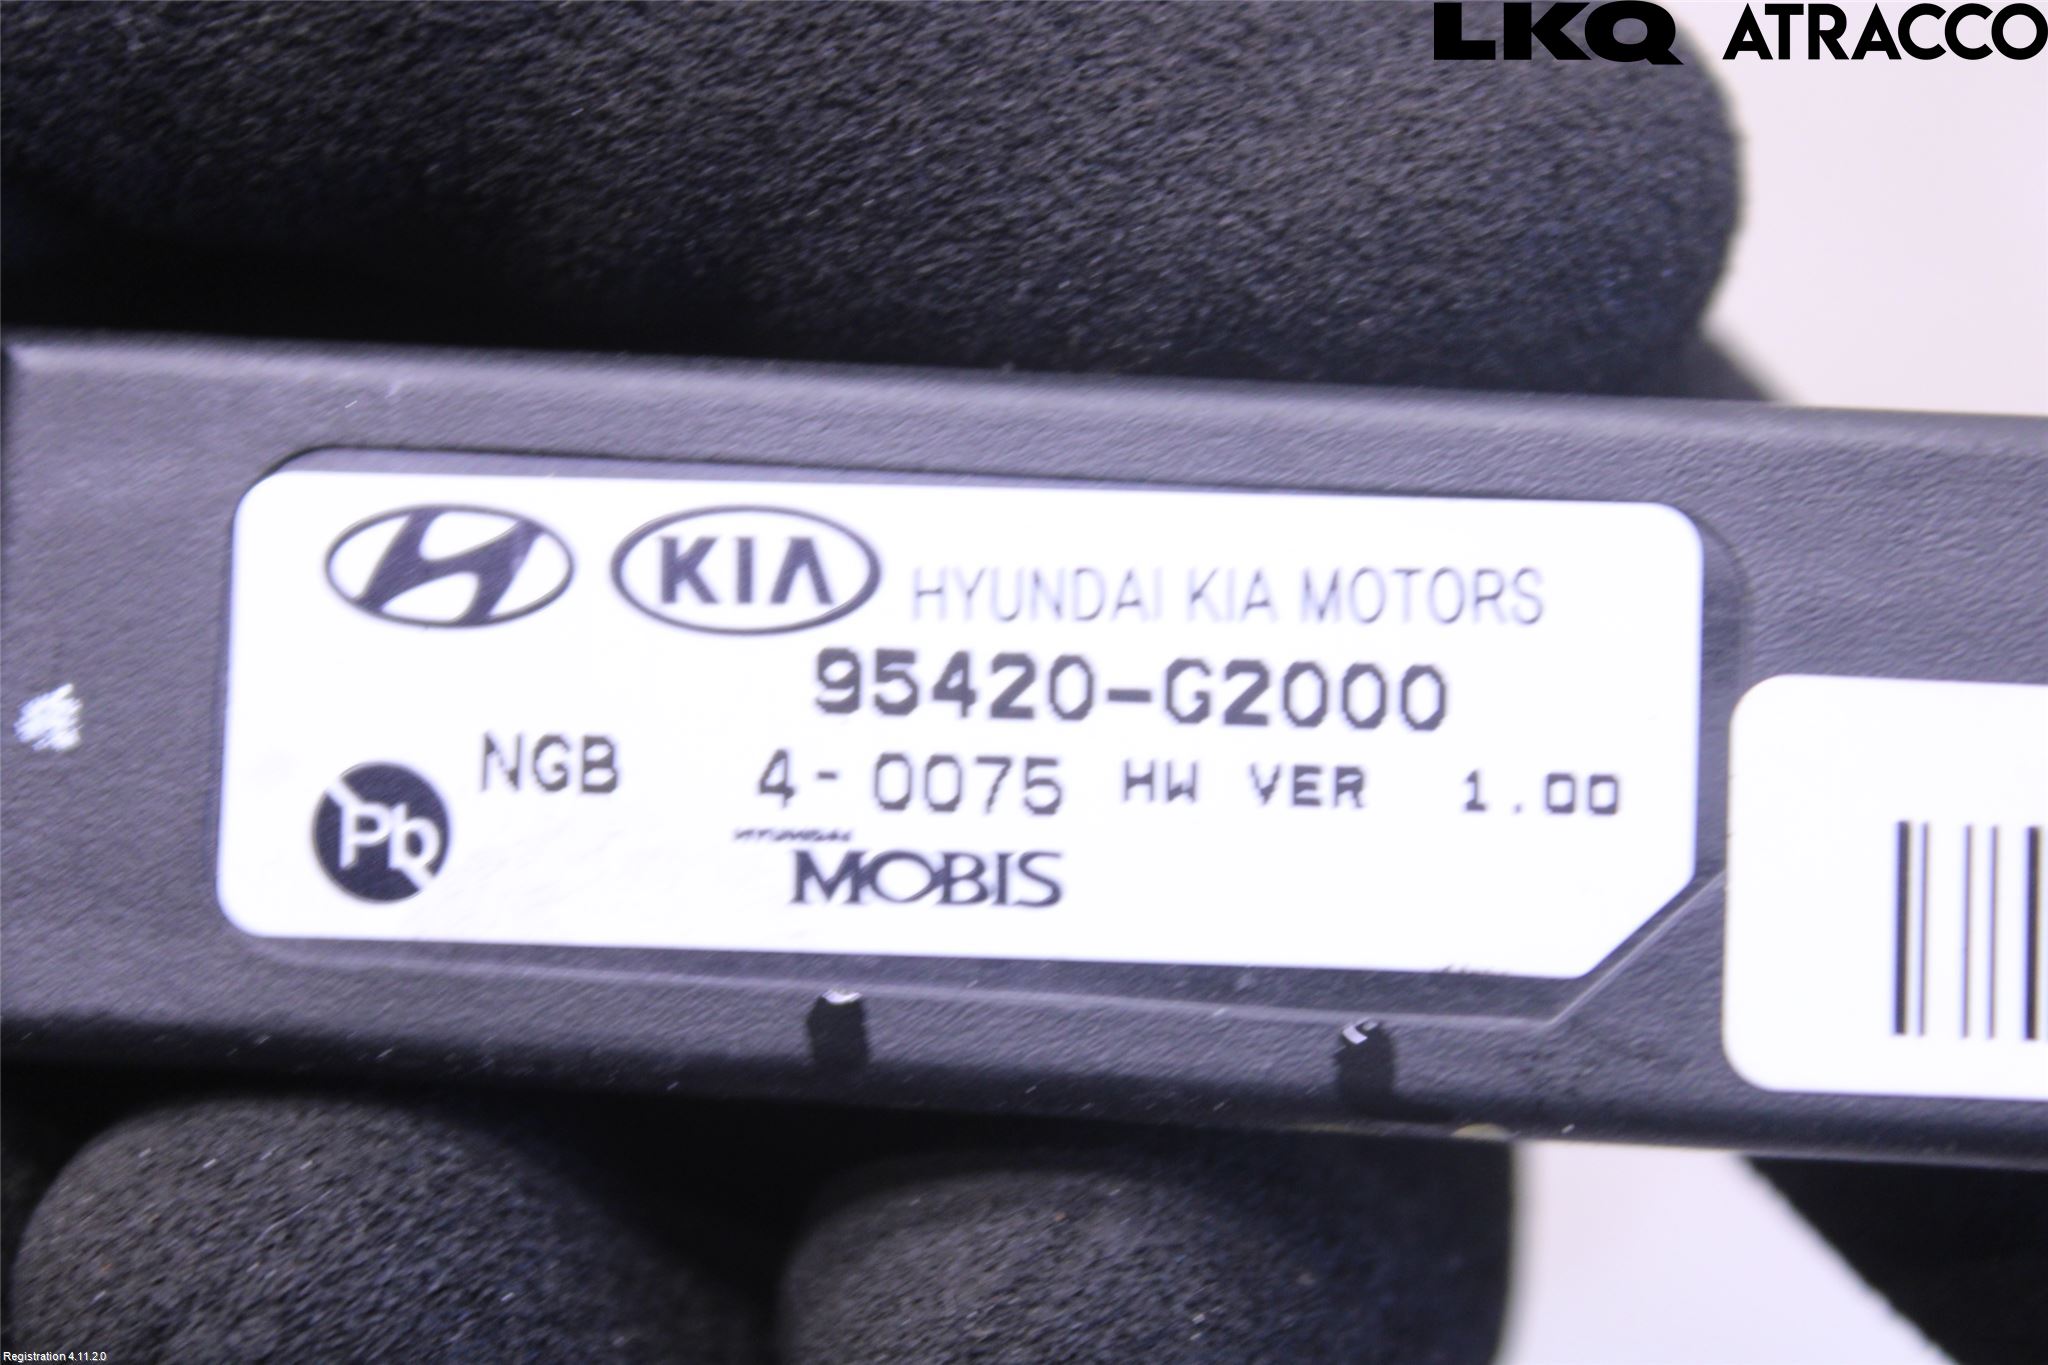 LKQ ATRACCO
KIA HYUNDAI KIA MOTORS
95420-G2000
NGB 4-0075 HW VER 1.00
Pb
HYUNDAI
MOBIS
Registration 4.11.2.0